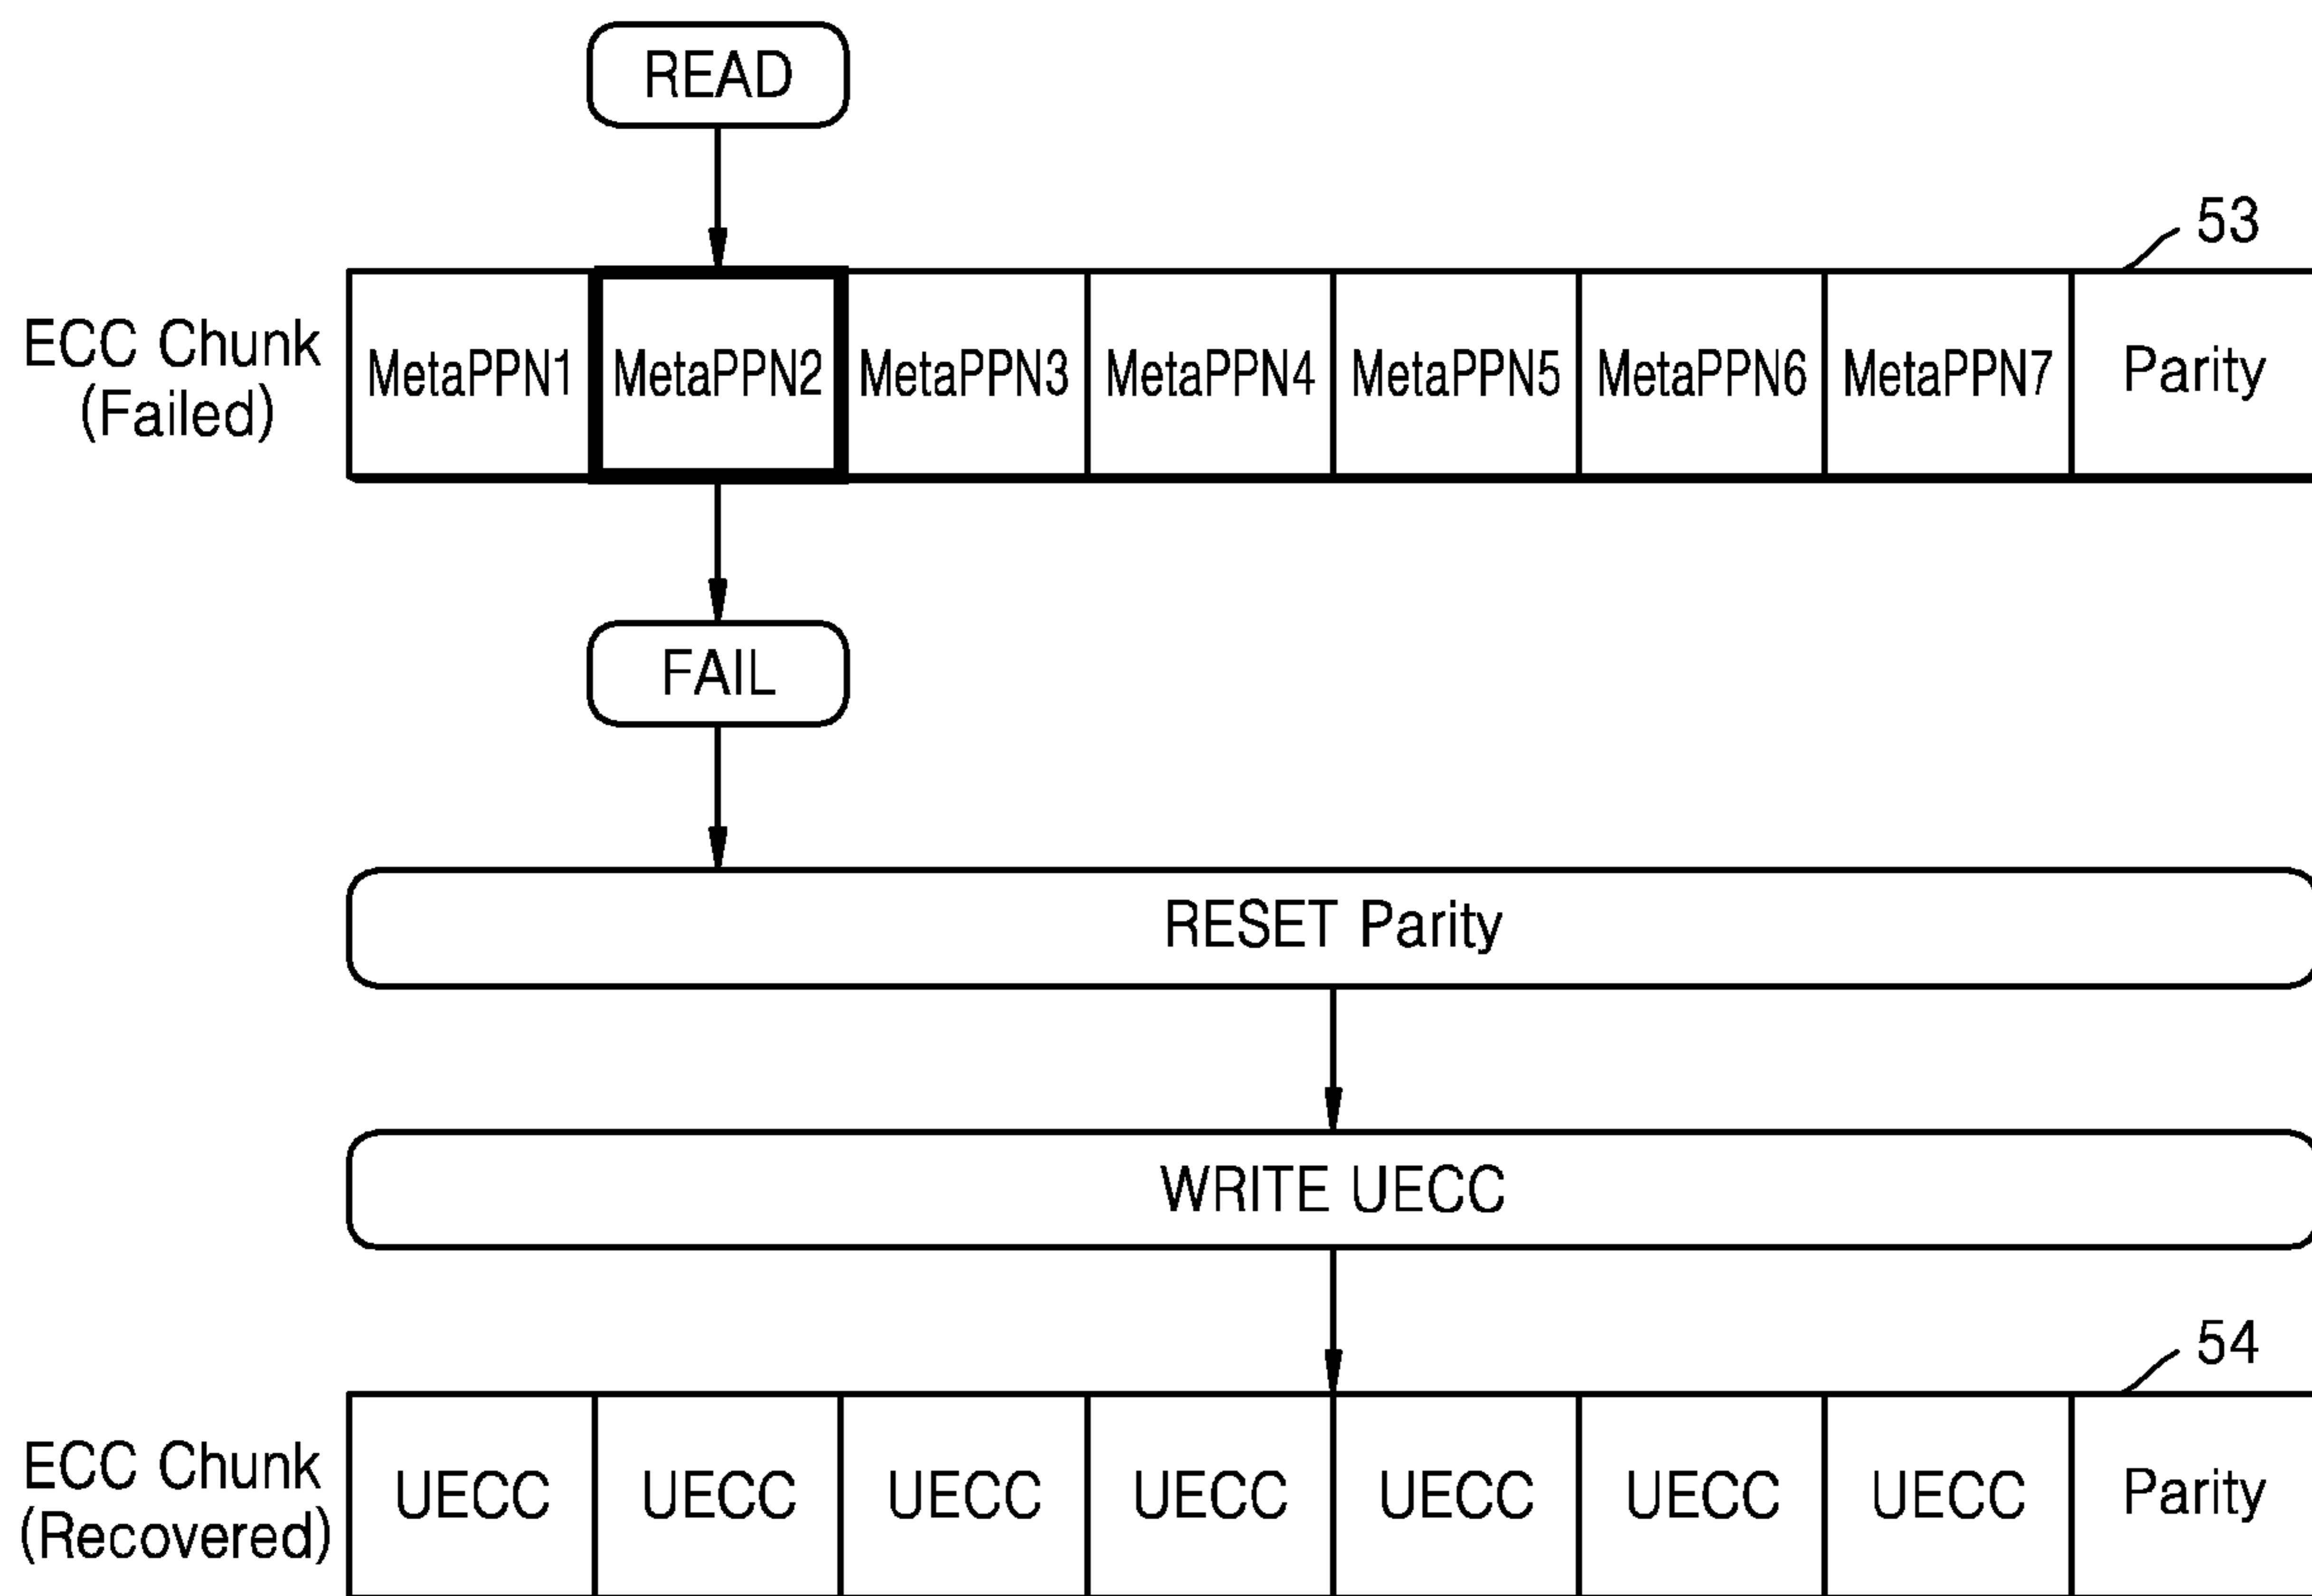 READ
53
ECC Chunk
(Failed)
MetaPPN1 MetaPPN2 MetaPPN3 MetaPPN4 MetaPPN5 MetaPPN6 MetaPPN7 Parity
FAIL
RESET Parity
WRITE UECC
54
ECC Chunk
(Recovered)
UECC UECC UECC UECC UECC UECC UECC Parity